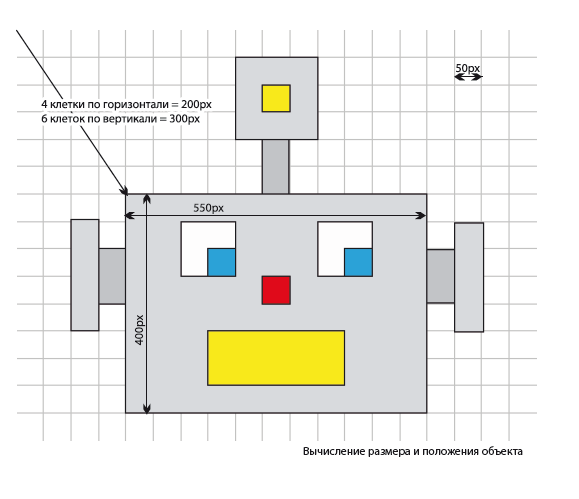 50px
4 клетки по горизонтали = 200px
6 клеток по вертикали = 300px
550px
400px
Вычисление размера и положения объекта